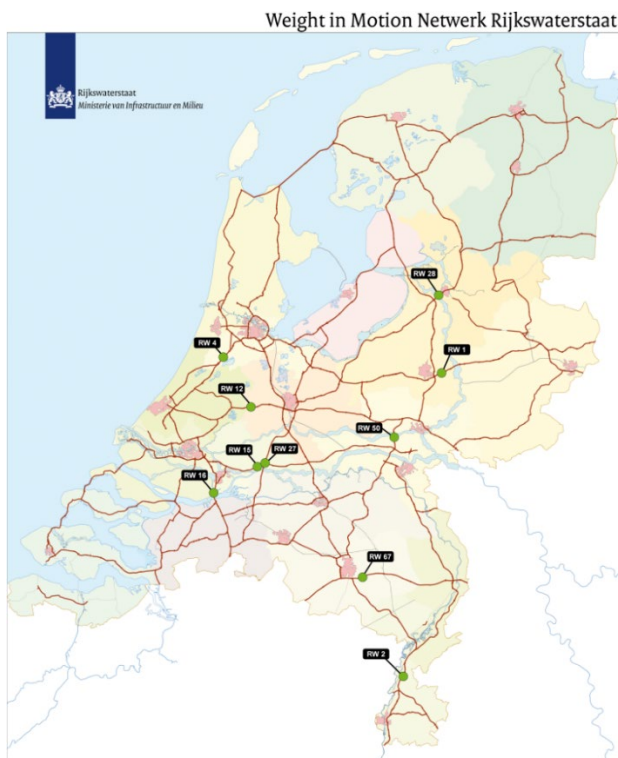 Weight in Motion Netwerk Rijkswaterstaat
Rijkswaterstaat
Ministerie van Infrastructuur en Milieu
RW 28
RW 4
RW 1
RW 12
RW 50
RW 15
RW 27
RW 16
RW 67
RW 2